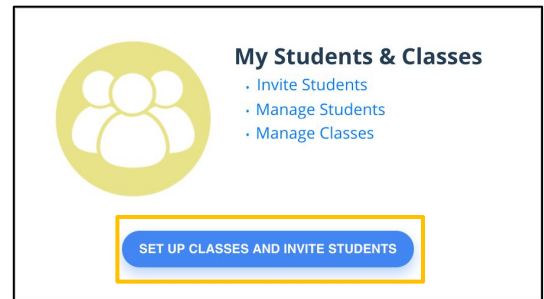 My Students & Classes
• Invite Students
• Manage Students
• Manage Classes
SET UP CLASSES AND INVITE STUDENTS